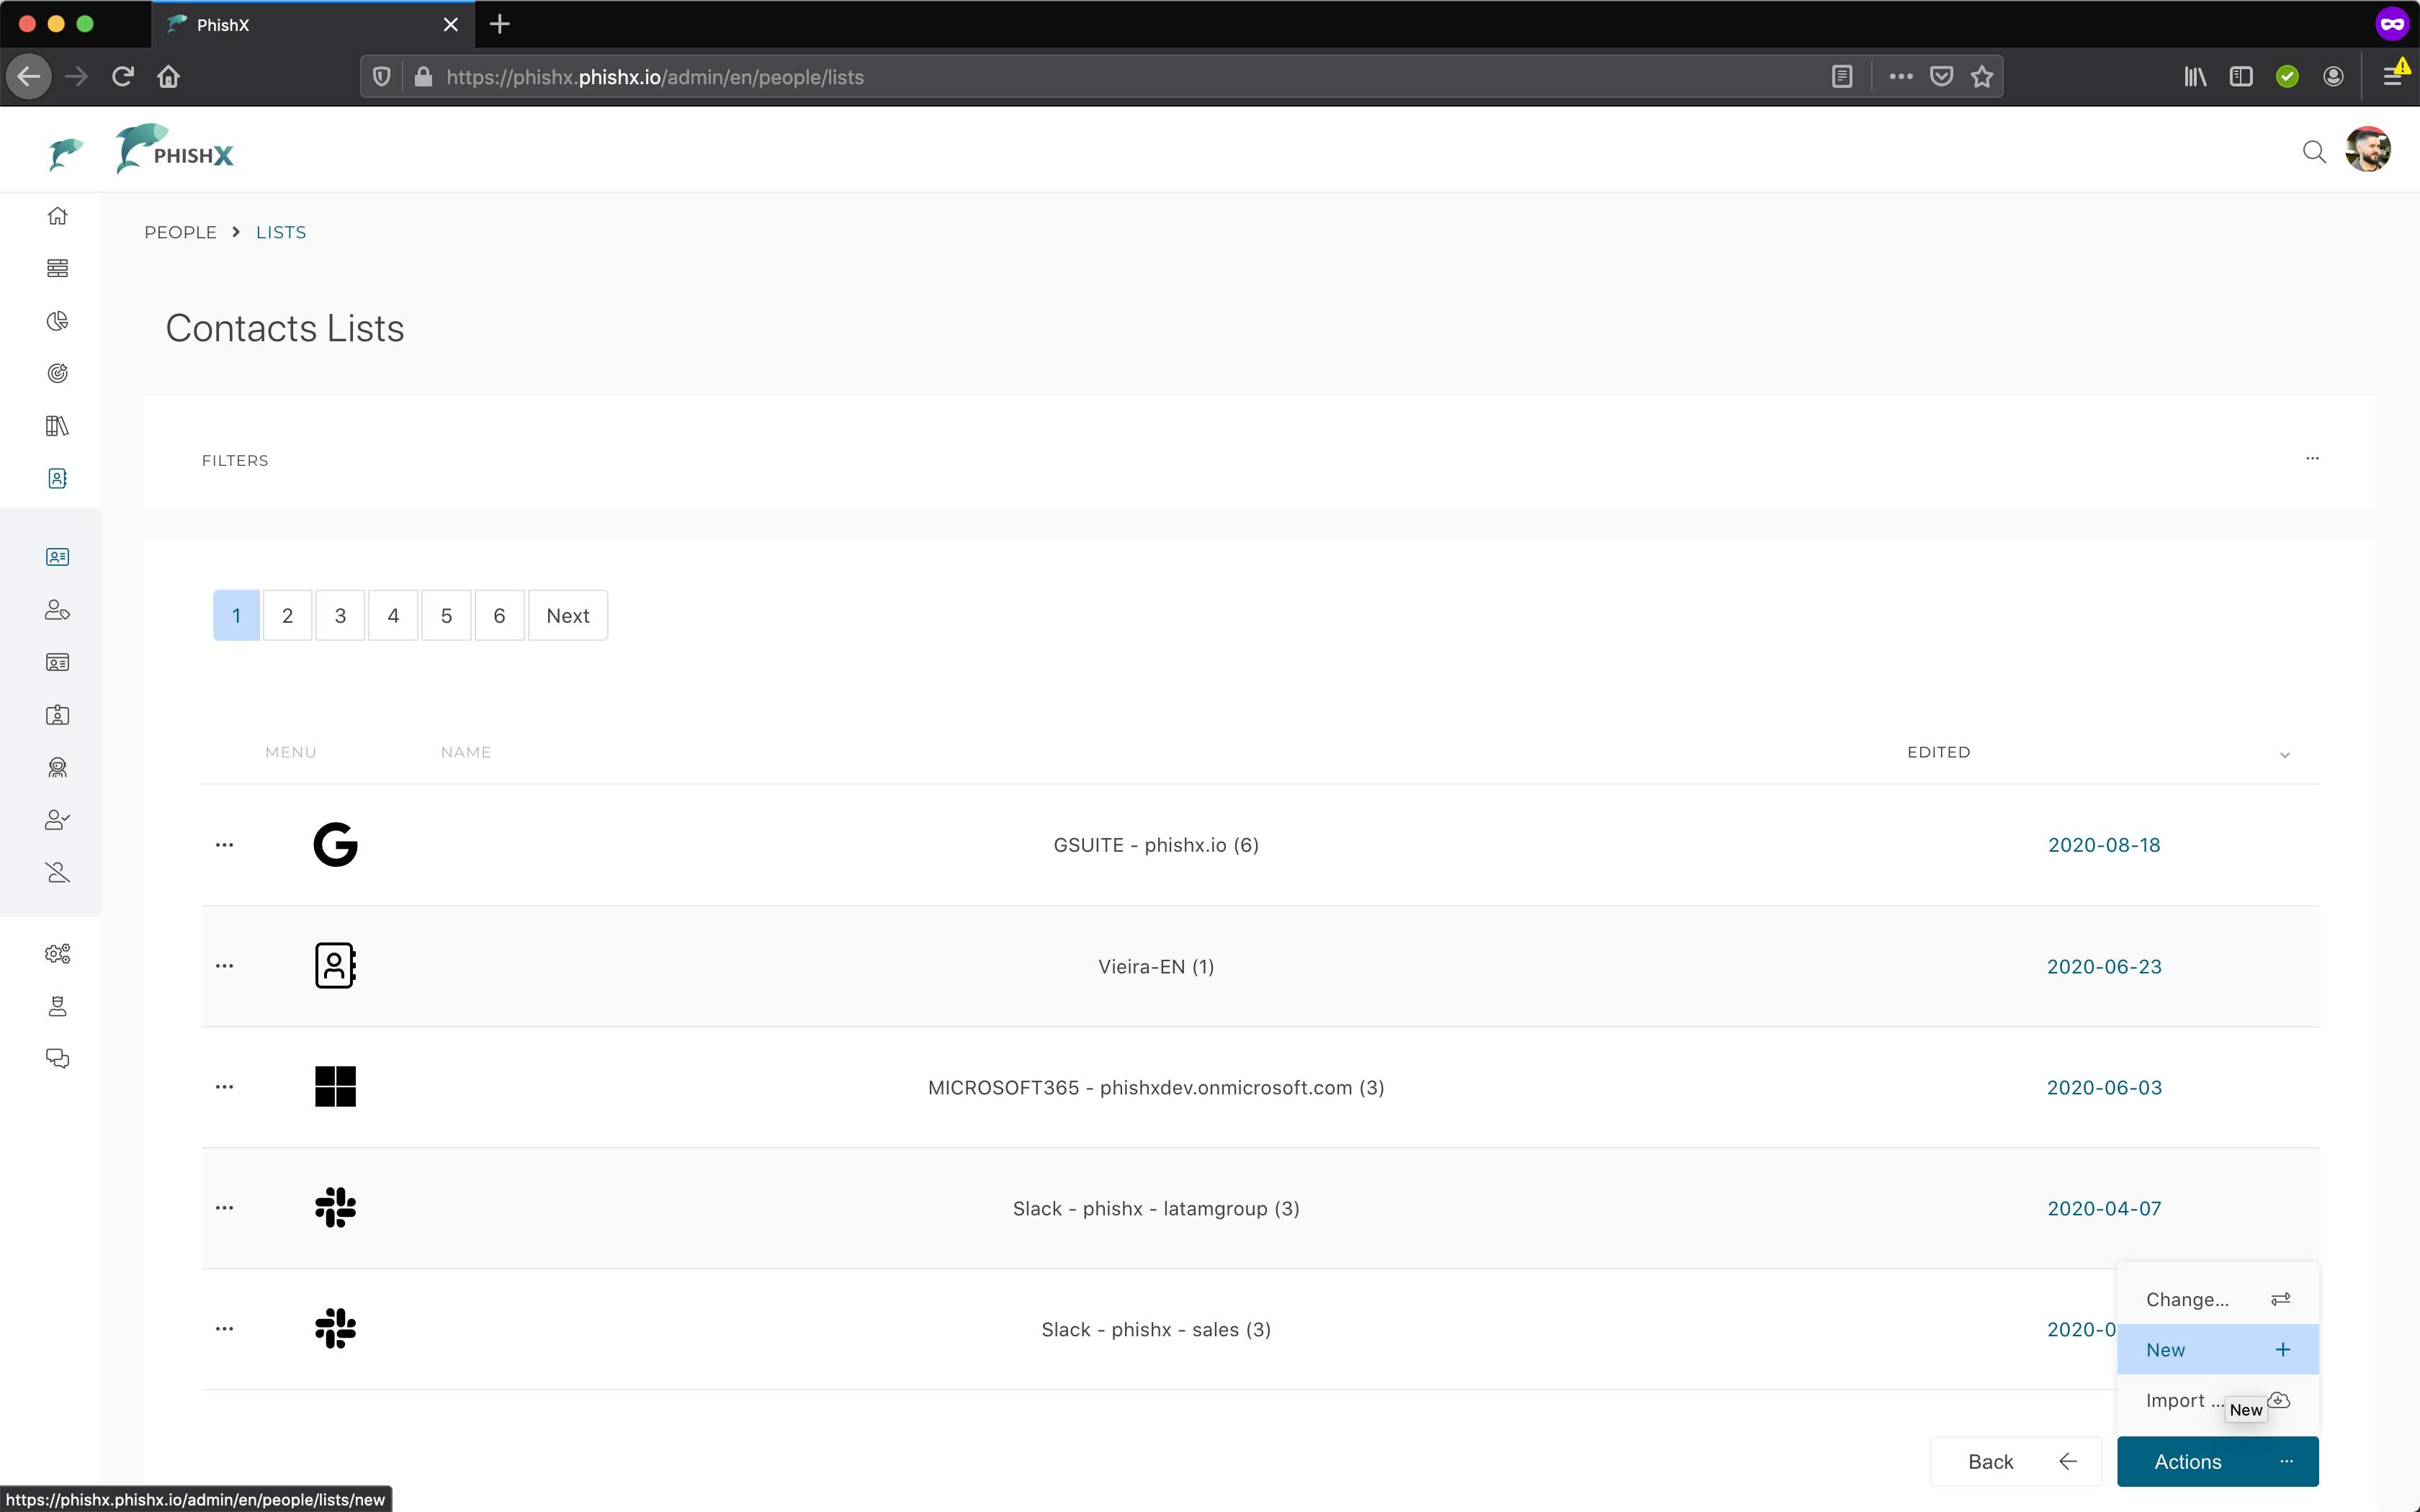 PhishX
https://phishx.phishx.io/admin/en/people/lists
PHISHX
PEOPLE > LISTS
Contacts Lists
FILTERS
1 2 3 4 5 6 Next
MENU NAME EDITED
GSUITE - phishx.io (6) 2020-08-18
Vieira-EN (1) 2020-06-23
MICROSOFT365 - phishxdev.onmicrosoft.com (3) 2020-06-03
Slack - phishx - latamgroup (3) 2020-04-07
Change...
Slack - phishx - sales (3) 2020-0
New
Import ...
New
Back Actions
https://phishx.phishx.io/admin/en/people/lists/new